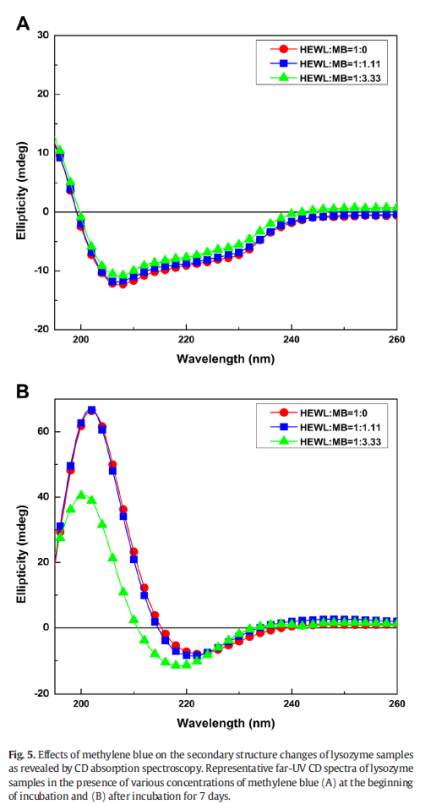 A
HEWL:MB=1:0
HEWL:MB=1:1.11
HEWL:MB=1:3.33
30
20
10
0
-10
-20
Ellipticity (mdeg)
200
220
240
260
Wavelength (nm)
B
HEWL:MB=1:0
HEWL:MB=1:1.11
HEWL:MB=1:3.33
60
40
20
0
-20
Ellipticity (mdeg)
200
220
240
260
Wavelength (nm)
Fig. 5. Effects of methylene blue on the secondary structure changes of lysozyme samples
as revealed by CD absorption spectroscopy. Representative far-UV CD spectra of lysozyme
samples in the presence of various concentrations of methylene blue (A) at the beginning
of incubation and (B) after incubation for 7 days.